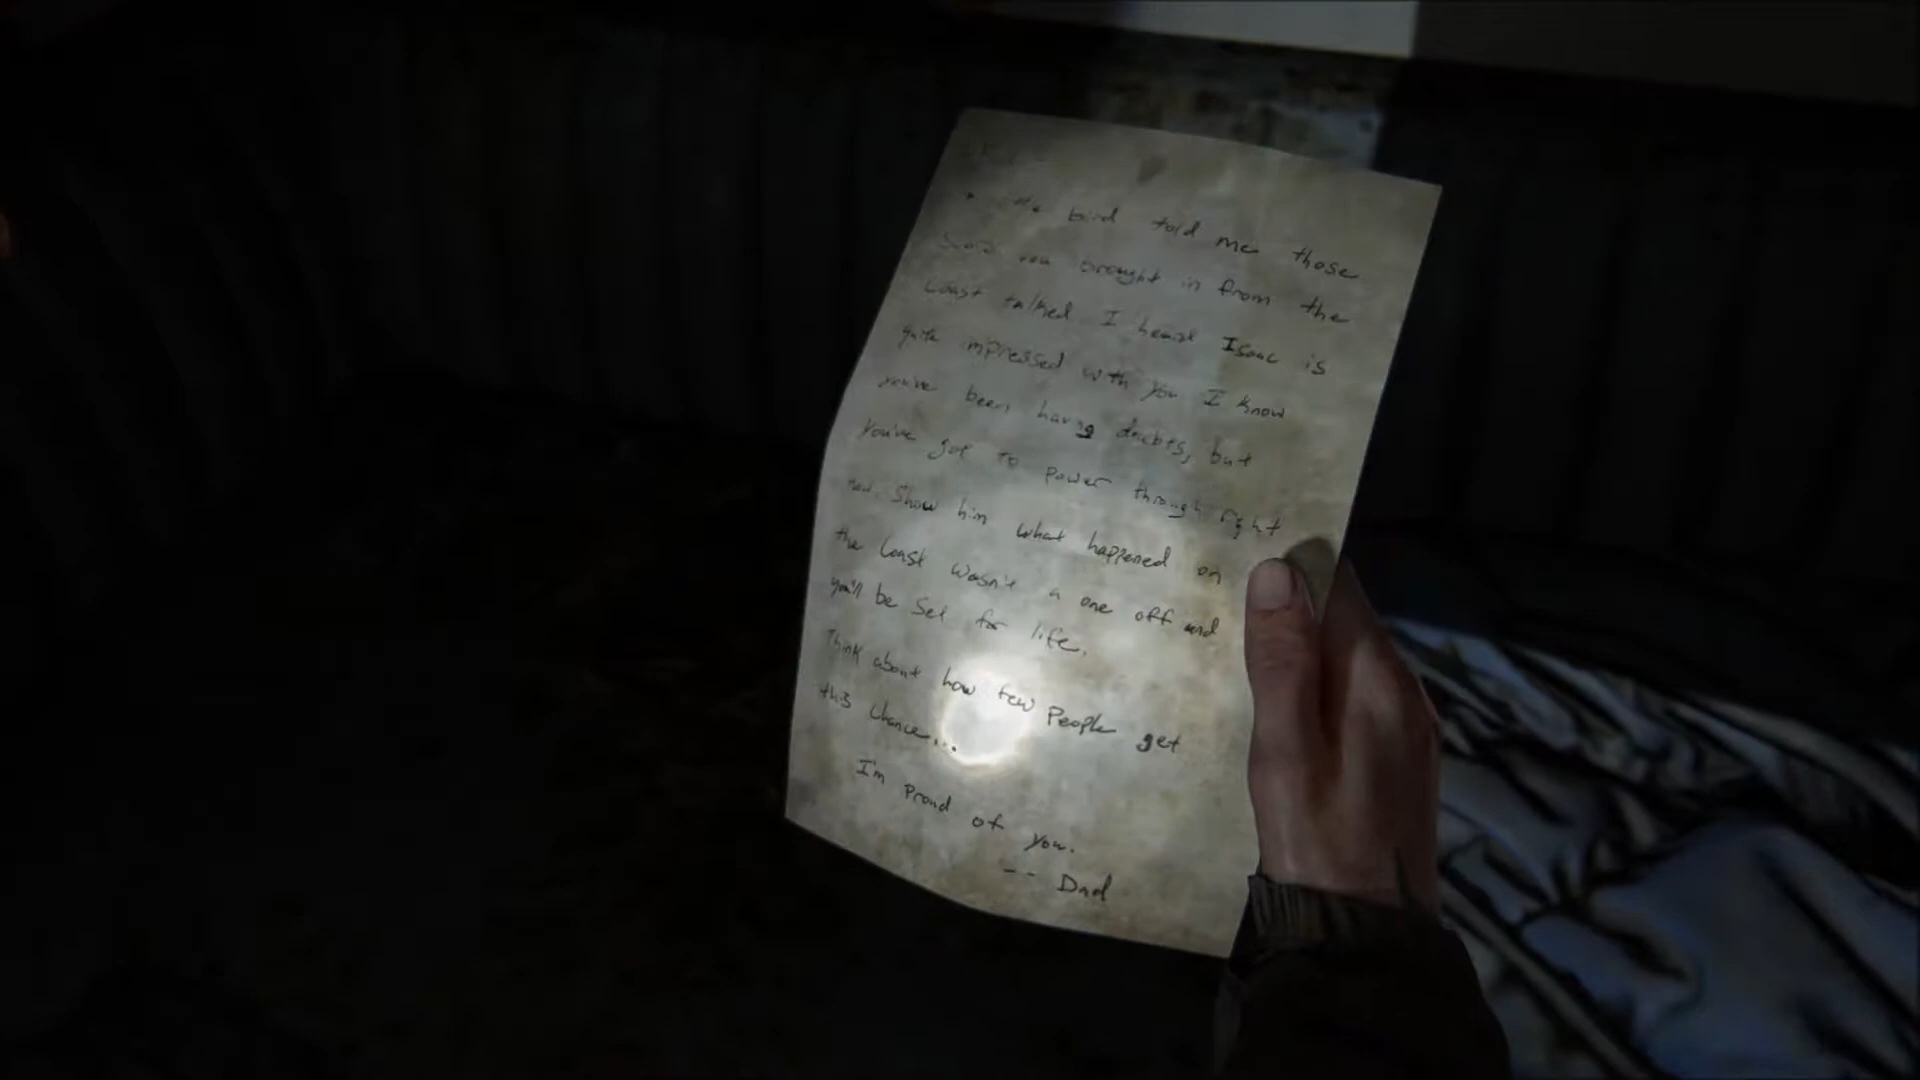 bird told me those
you brought in from the
coast talked I heard Isaac is
quite impressed with you I know
you've been having doubts, but
you've got to power through right
now. Show him what happened on
the coast wasn't a one off and
you'll be set for life.
Think about how few people get
this chance...
I'm proud of you.
-- Dad